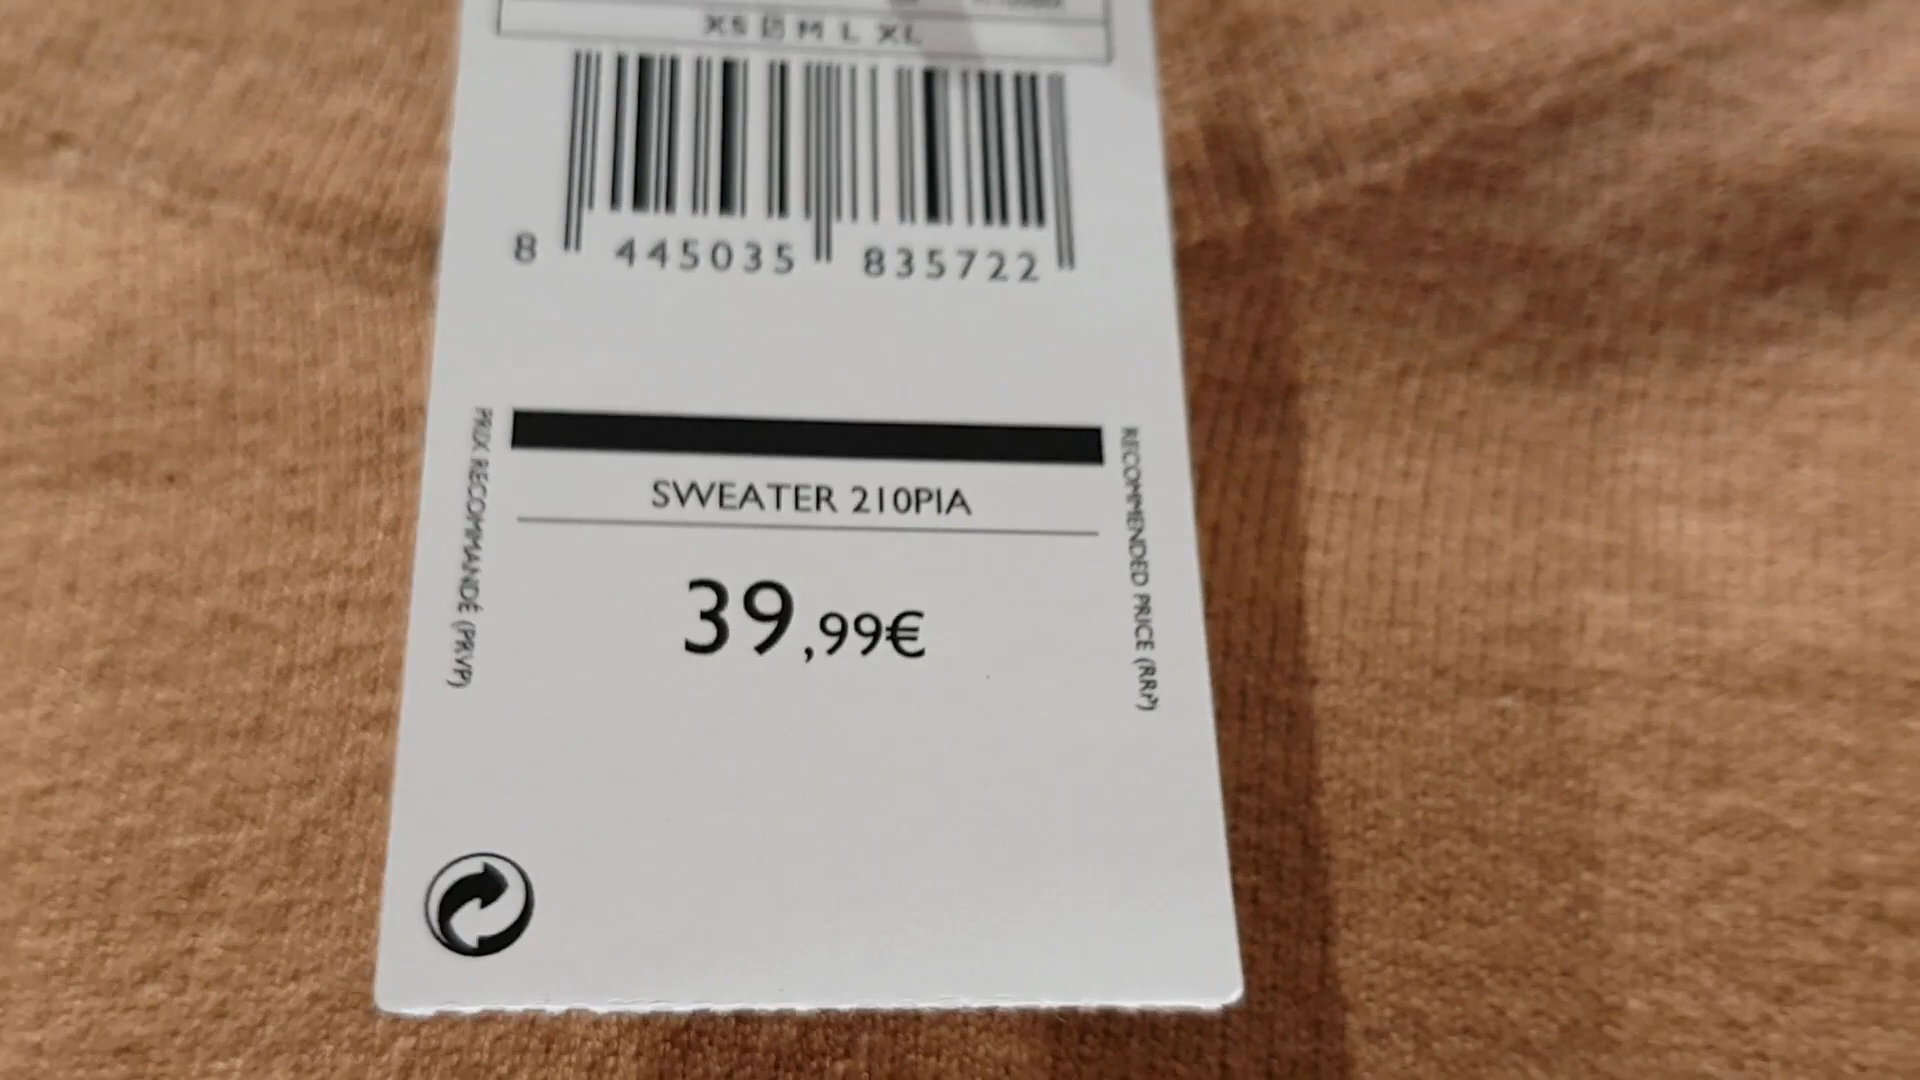 XS S M L XL
8 445035 835722
PRIX RECOMMANDÉ (PRVP)
RECOMMENDED PRICE (RRP)
SWEATER 210PIA
39,99€